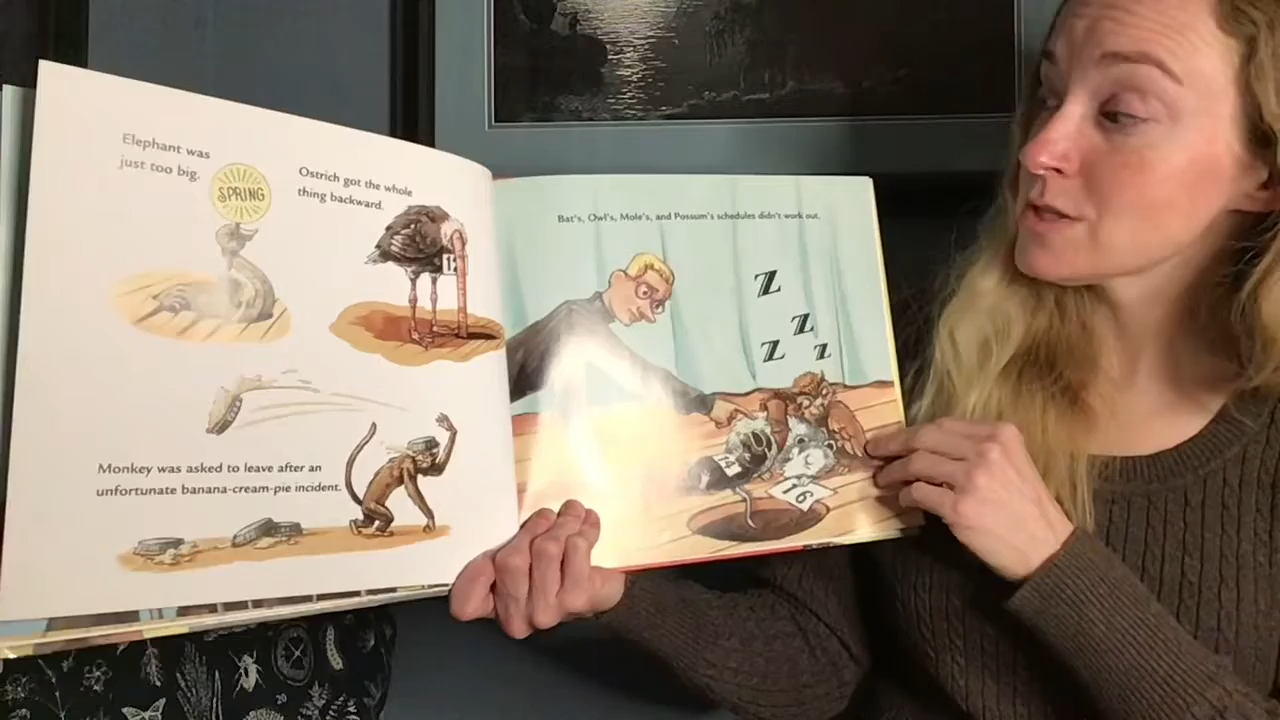 Elephant was
just too big.
SPRING
Ostrich got the whole
thing backward.
Monkey was asked to leave after an
unfortunate banana-cream-pie incident.
Bat's, Owl's, Mole's, and Possum's schedules didn't work out.
Z
Z
Z Z
14
16